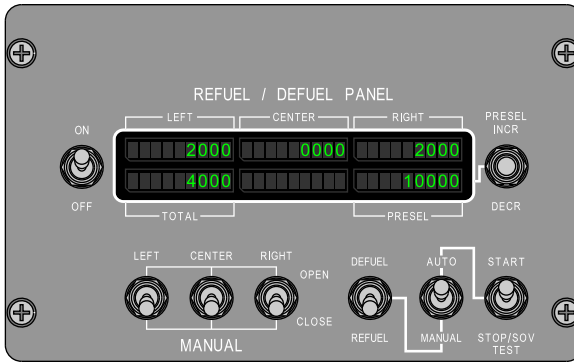 REFUEL / DEFUEL PANEL
LEFT CENTER RIGHT
2000 0000 2000
4000 10000
TOTAL PRESEL
ON
OFF
PRESEL
INCR
DECR
LEFT CENTER RIGHT
OPEN
CLOSE
MANUAL
DEFUEL AUTO START
REFUEL MANUAL STOP/SOV
TEST